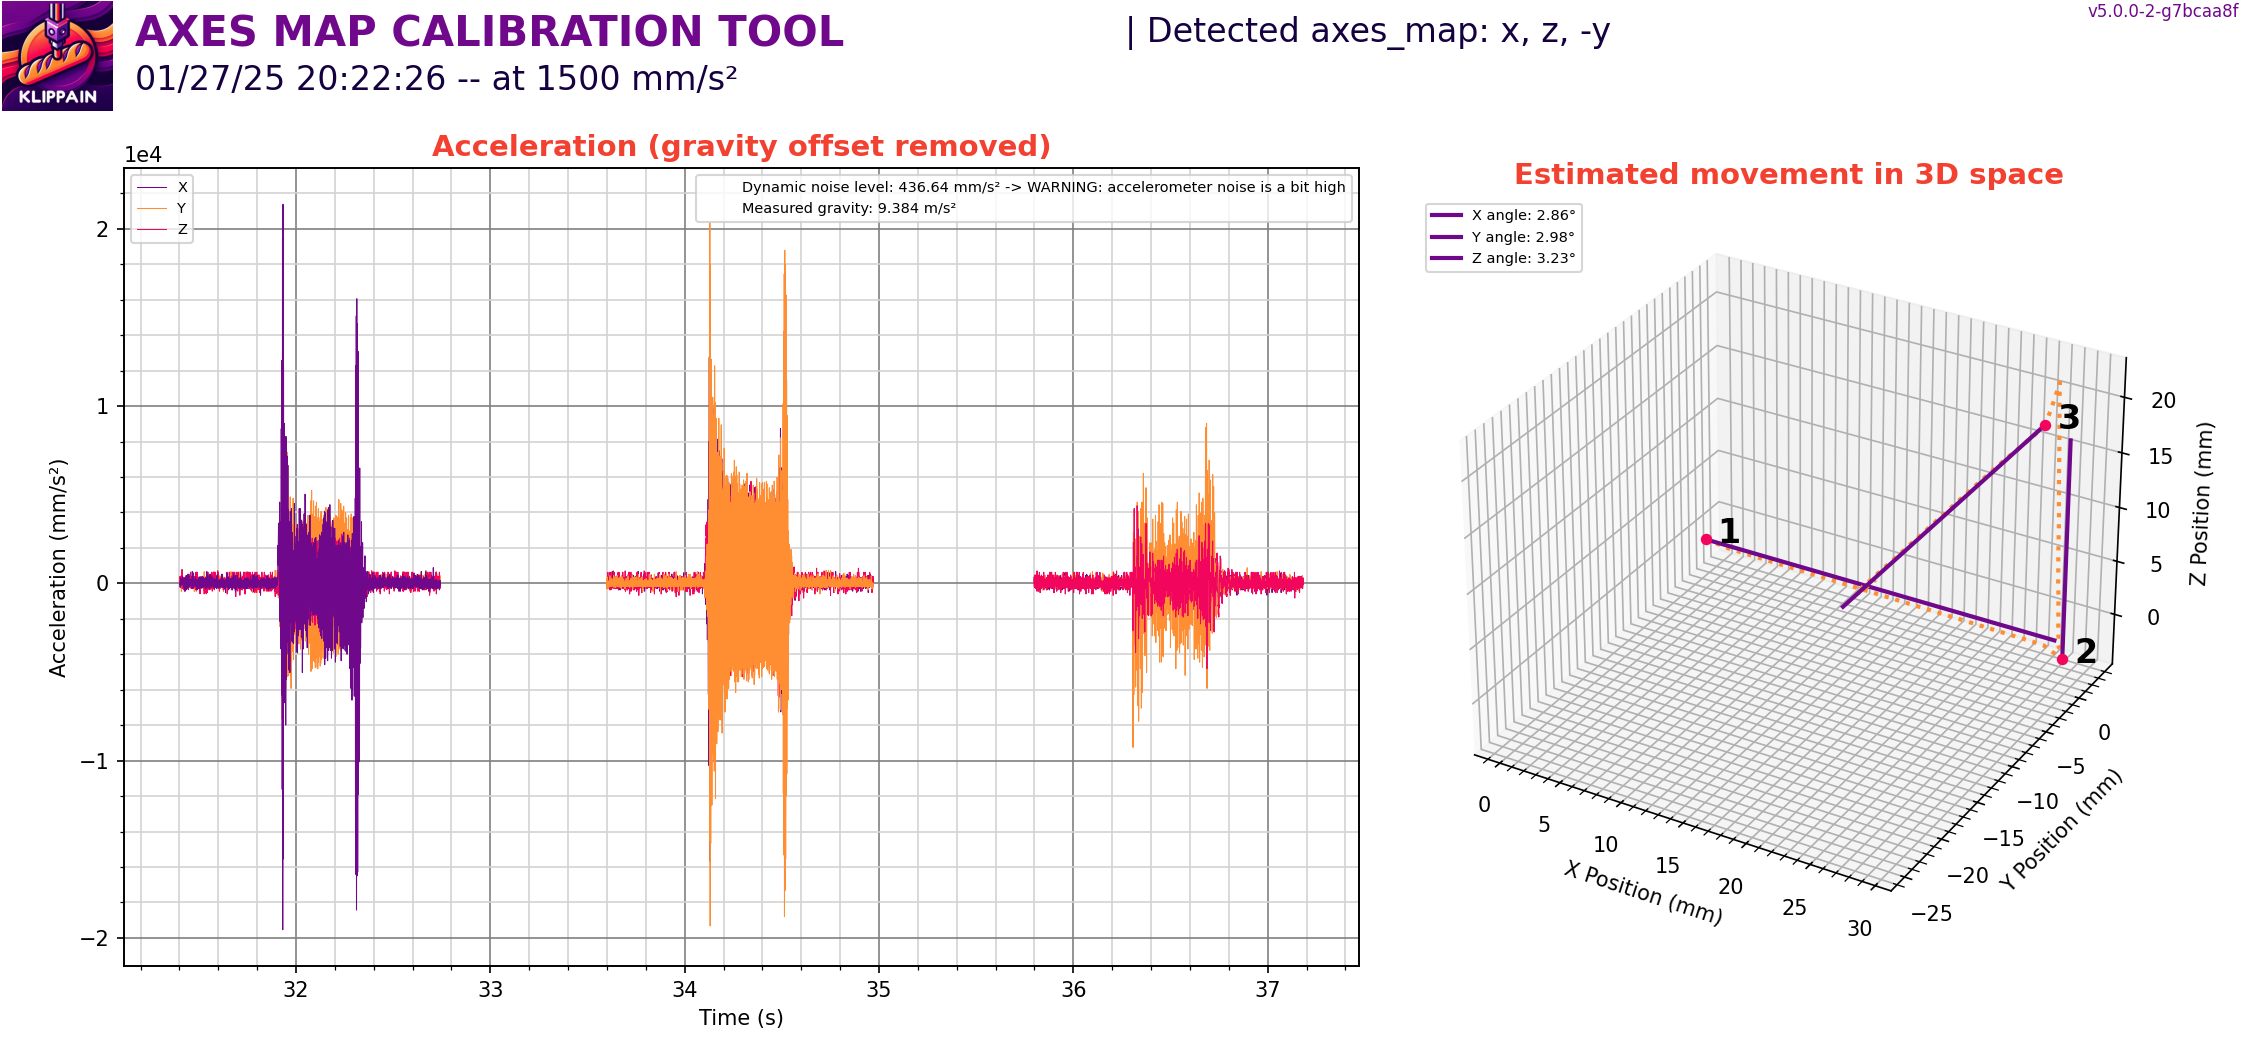 AXES MAP CALIBRATION TOOL
| Detected axes_map: x, z, -y
v5.0.0-2-g7bcaa8f
01/27/25 20:22:26 -- at 1500 mm/s²
KLIPPAIN
Acceleration (gravity offset removed)
1e4
X
Y
Z
Dynamic noise level: 436.64 mm/s² -> WARNING: accelerometer noise is a bit high
Measured gravity: 9.384 m/s²
2
1
0
−1
−2
Acceleration (mm/s²)
32 33 34 35 36 37
Time (s)
Estimated movement in 3D space
X angle: 2.86°
Y angle: 2.98°
Z angle: 3.23°
1
2
3
20
15
10
5
0
Z Position (mm)
0
−5
−10
−15
−20
−25
Y Position (mm)
0
5
10
15
20
25
30
X Position (mm)